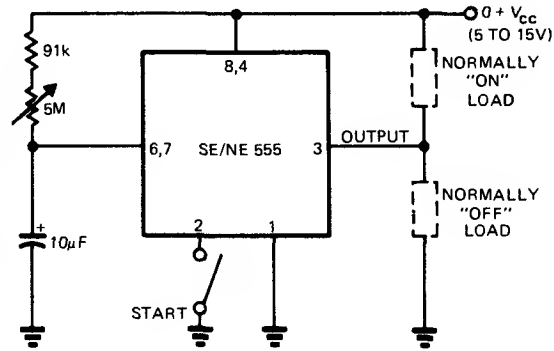 0 + VCC
(5 TO 15V)
91k
5M
8,4
6,7
SE/NE 555
3
OUTPUT
NORMALLY
"ON"
LOAD
+
10µF
2
1
START
NORMALLY
"OFF"
LOAD